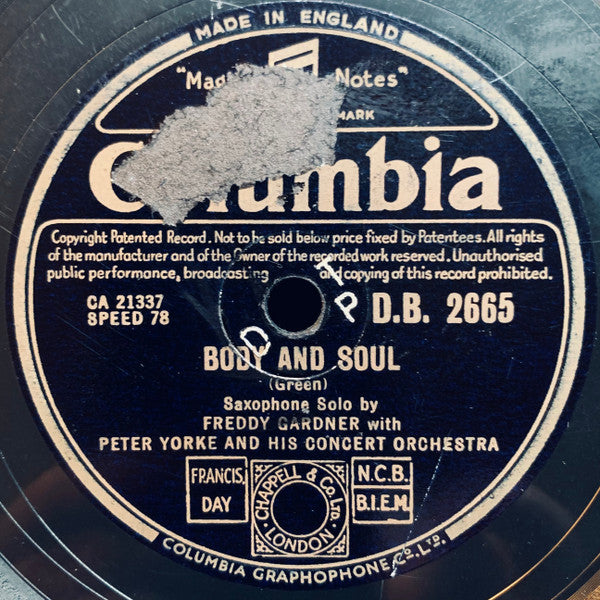 MADE IN ENGLAND
Notes"
MARK
Columbia
Copyright Patented Record. Not to be sold below price fixed by Patentees. All rights
of the manufacturer and of the Owner of the recorded work reserved. Unauthorised
public performance, broadcasting and copying of this record prohibited.
CA 21337
SPEED 78
D.B. 2665
D T P
BODY AND SOUL
(Green)
Saxophone Solo by
FREDDY GARDNER with
PETER YORKE AND HIS CONCERT ORCHESTRA
FRANCIS,
DAY
CHAPPELL & Co. LTD.
LONDON
N.C.B.
B.I.E.M.
COLUMBIA GRAPHOPHONE Co. LTD.